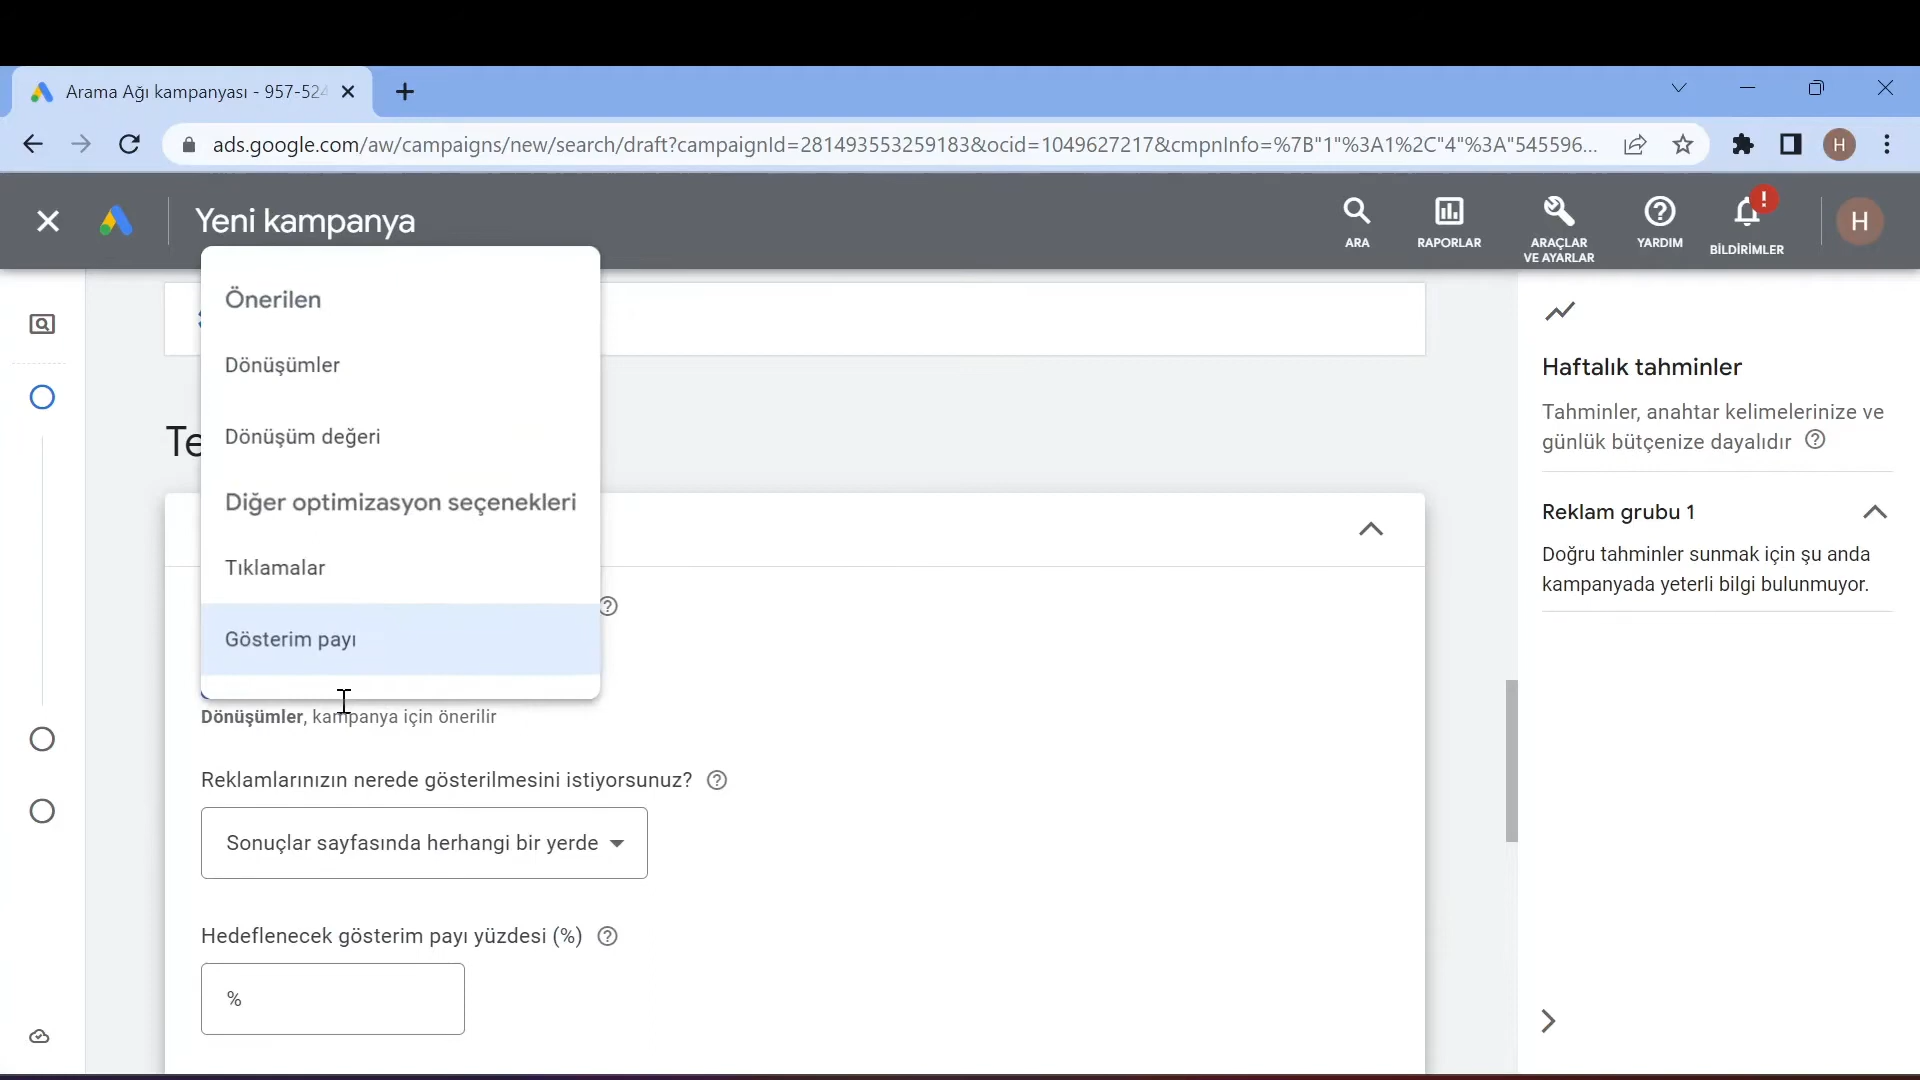 Arama Ağı kampanyası - 957-524
ads.google.com/aw/campaigns/new/search/draft?campaignId=281493553259183&ocid=1049627217&cmpnInfo=%7B"1"%3A1%2C"4"%3A"545596...
H
Yeni kampanya
ARA
RAPORLAR
ARAÇLAR
VE AYARLAR
YARDIM
!
BİLDİRİMLER
H
Önerilen
Dönüşümler
Dönüşüm değeri
Diğer optimizasyon seçenekleri
Tıklamalar
Gösterim payı
Te
Dönüşümler, kampanya için önerilir
Reklamlarınızın nerede gösterilmesini istiyorsunuz?
Sonuçlar sayfasında herhangi bir yerde
Hedeflenecek gösterim payı yüzdesi (%)
%
Haftalık tahminler
Tahminler, anahtar kelimelerinize ve
günlük bütçenize dayalıdır
Reklam grubu 1
Doğru tahminler sunmak için şu anda
kampanyada yeterli bilgi bulunmuyor.